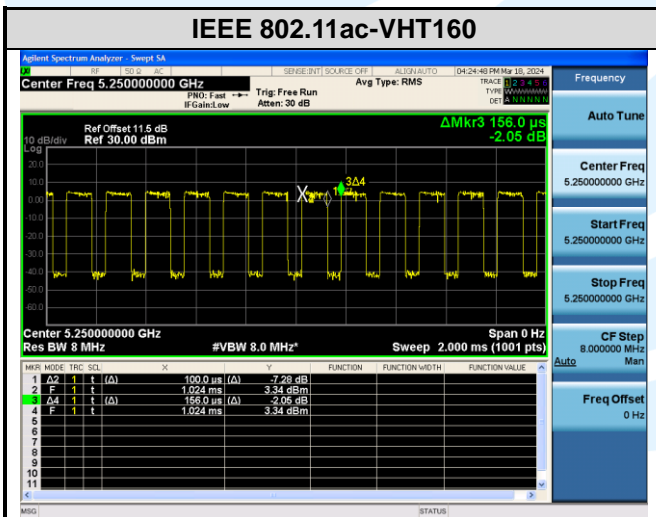 IEEE 802.11ac-VHT160
Agilent Spectrum Analyzer - Swept SA
RF 50 Ω AC SENSE:INT SOURCE OFF ALIGN AUTO 04:24:48 PM Mar 18, 2024
Center Freq 5.250000000 GHz
PNO: Fast
IFGain:Low
Trig: Free Run
Atten: 30 dB
Avg Type: RMS
TRACE 1 2 3 4 5 6
TYPE
DET A N N N N N
Frequency
Auto Tune
Center Freq
5.250000000 GHz
Start Freq
5.250000000 GHz
Stop Freq
5.250000000 GHz
CF Step
8.000000 MHz
Auto Man
Freq Offset
0 Hz
ΔMkr3 156.0 µs
-2.05 dB
Ref Offset 11.5 dB
Ref 30.00 dBm
10 dB/div
Log
20.0
10.0
0.00
-10.0
-20.0
-30.0
-40.0
-50.0
-60.0
X
1
3Δ4
Center 5.250000000 GHz Span 0 Hz
Res BW 8 MHz #VBW 8.0 MHz* Sweep 2.000 ms (1001 pts)
MKR MODE TRC SCL X Y FUNCTION FUNCTION WIDTH FUNCTION VALUE
1 Δ2 1 t (Δ) 100.0 µs (Δ) -7.28 dB
2 F 1 t 1.024 ms 3.34 dBm
3 Δ4 1 t (Δ) 156.0 µs (Δ) -2.05 dB
4 F 1 t 1.024 ms 3.34 dBm
5
6
7
8
9
10
11
MSG STATUS